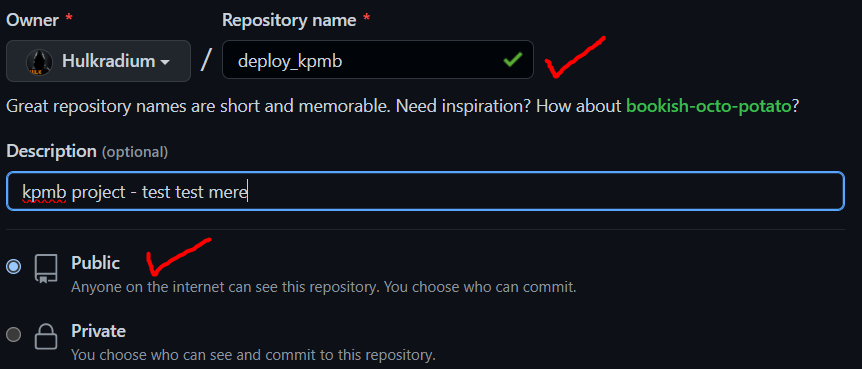 Owner * Repository name *
Hulkradium / deploy_kpmb
Great repository names are short and memorable. Need inspiration? How about bookish-octo-potato?
Description (optional)
kpmb project - test test mere
Public
Anyone on the internet can see this repository. You choose who can commit.
Private
You choose who can see and commit to this repository.